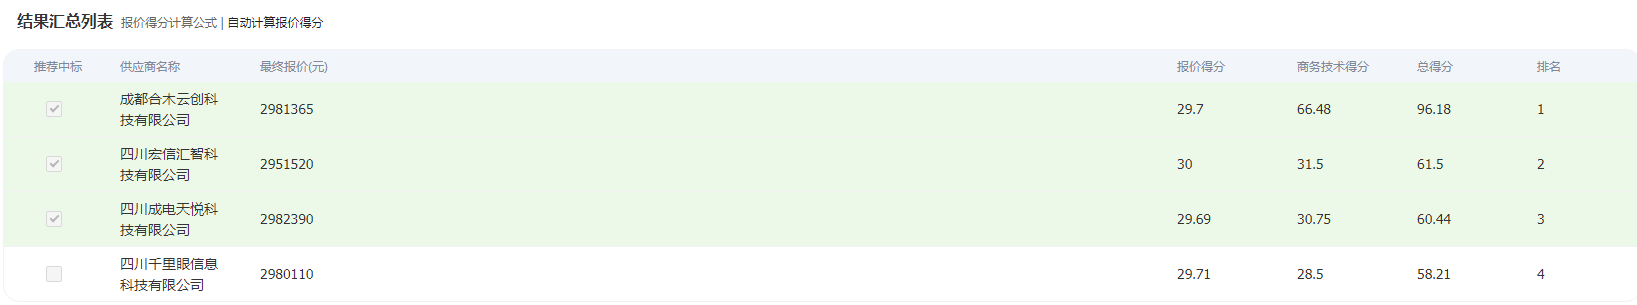 结果汇总列表 报价得分计算公式 | 自动计算报价得分
推荐中标 供应商名称 最终报价(元) 报价得分 商务技术得分 总得分 排名
成都合木云创科
技有限公司
2981365 29.7 66.48 96.18 1
四川宏信汇智科
技有限公司
2951520 30 31.5 61.5 2
四川成电天悦科
技有限公司
2982390 29.69 30.75 60.44 3
四川千里眼信息
科技有限公司
2980110 29.71 28.5 58.21 4